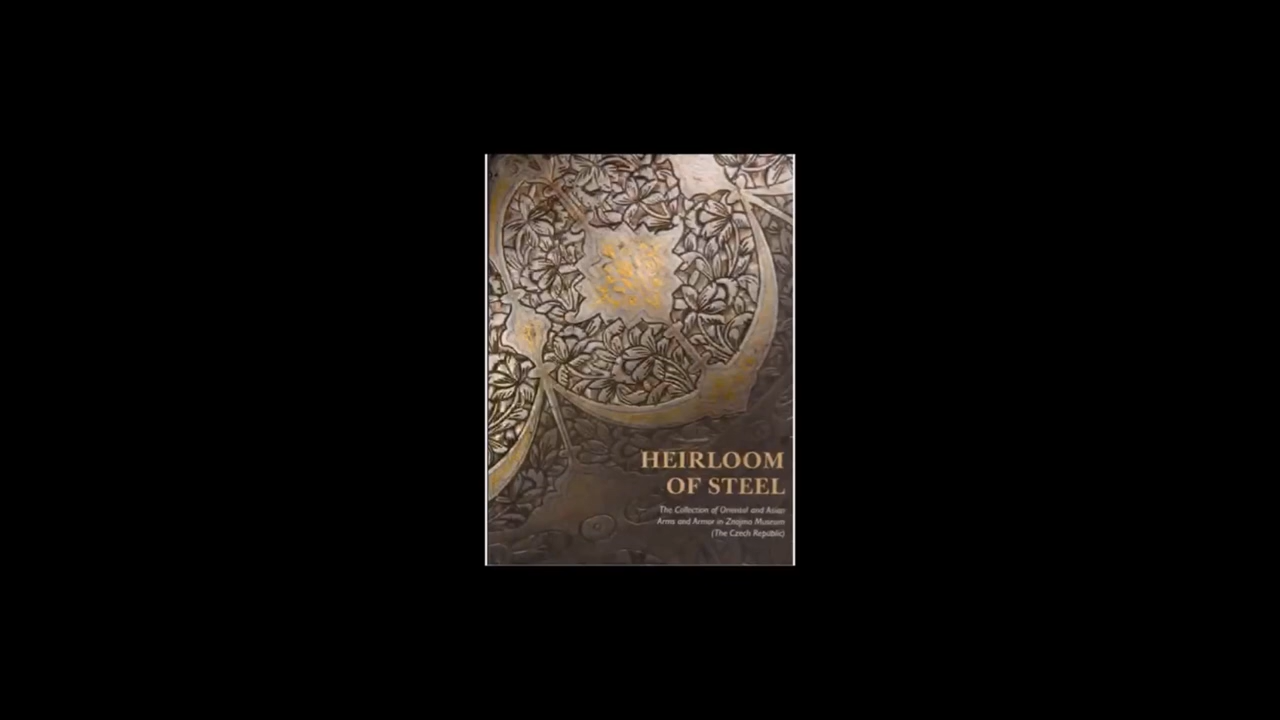 HEIRLOOM
OF STEEL
The Collection of Oriental and Asian
Arms and Armor in Znojmo Museum
(The Czech Republic)